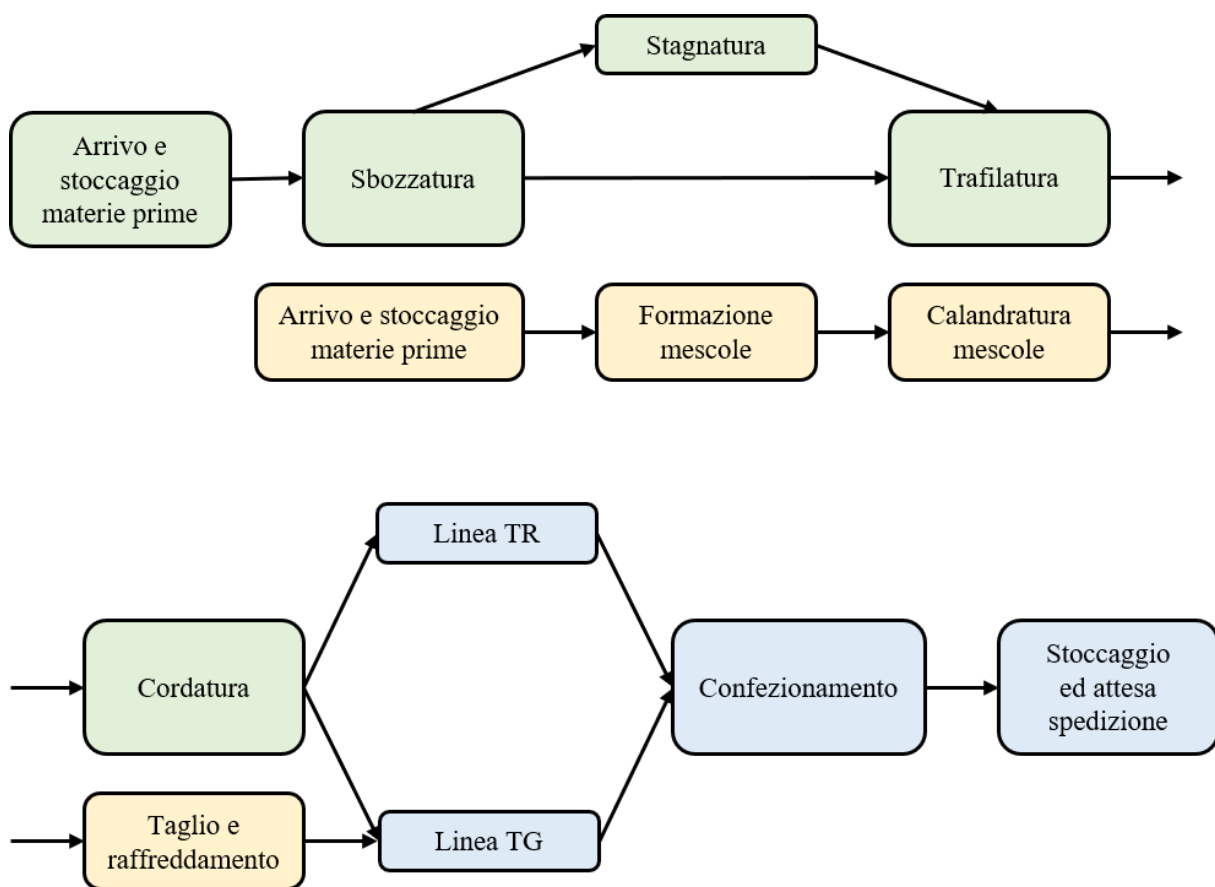 Stagnatura
Arrivo e
stoccaggio
materie prime
Sbozzatura
Trafilatura
Arrivo e stoccaggio
materie prime
Formazione
mescole
Calandratura
mescole
Linea TR
Cordatura
Confezionamento
Stoccaggio
ed attesa
spedizione
Taglio e
raffreddamento
Linea TG